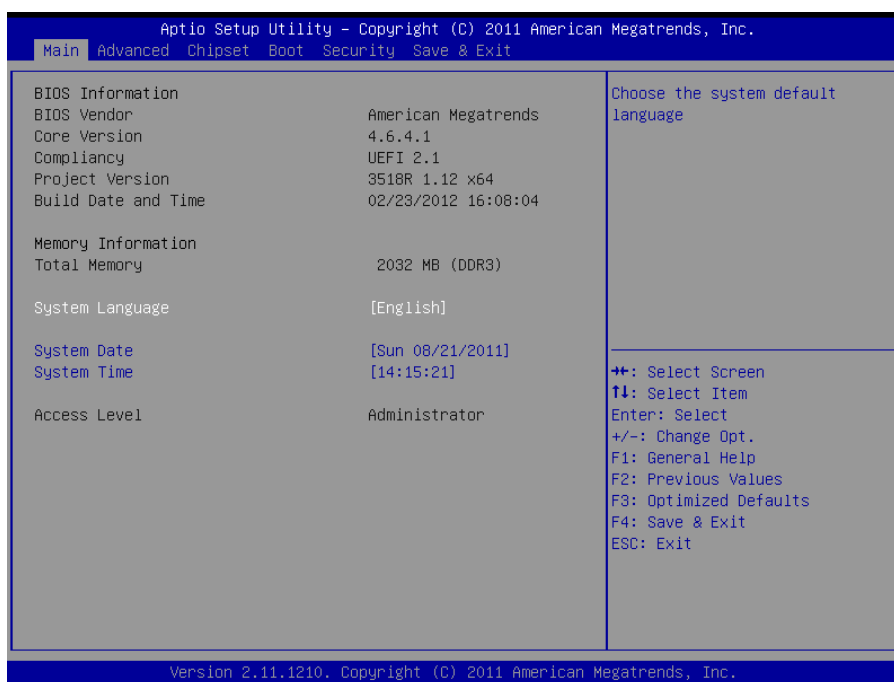 Aptio Setup Utility – Copyright (C) 2011 American Megatrends, Inc.
Main Advanced Chipset Boot Security Save & Exit
BIOS Information
BIOS Vendor American Megatrends
Core Version 4.6.4.1
Compliancy UEFI 2.1
Project Version 3518R 1.12 x64
Build Date and Time 02/23/2012 16:08:04
Memory Information
Total Memory 2032 MB (DDR3)
System Language [English]
System Date [Sun 08/21/2011]
System Time [14:15:21]
Access Level Administrator
Choose the system default
language
→←: Select Screen
↑↓: Select Item
Enter: Select
+/-: Change Opt.
F1: General Help
F2: Previous Values
F3: Optimized Defaults
F4: Save & Exit
ESC: Exit
Version 2.11.1210. Copyright (C) 2011 American Megatrends, Inc.